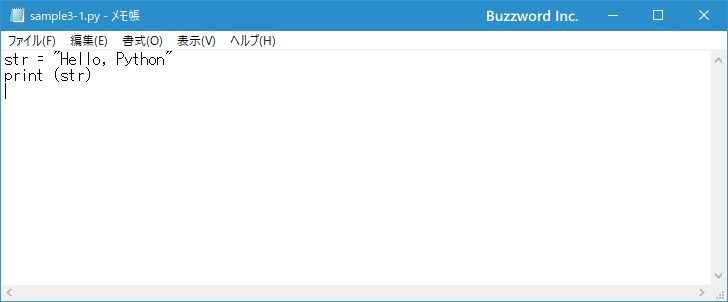 sample3-1.py - メモ帳
Buzzword Inc.
ファイル(F) 編集(E) 書式(O) 表示(V) ヘルプ(H)
str = "Hello, Python"
print (str)